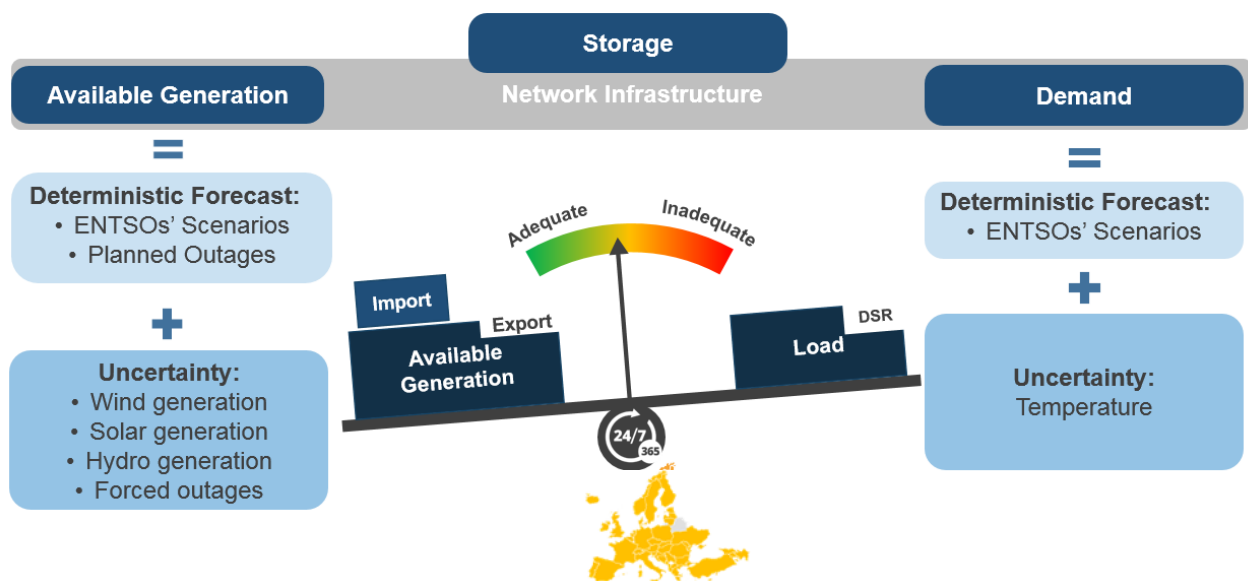 Storage
Network Infrastructure
Available Generation
Demand
Deterministic Forecast:
• ENTSOs’ Scenarios
• Planned Outages
Uncertainty:
• Wind generation
• Solar generation
• Hydro generation
• Forced outages
Adequate
Inadequate
Import
Export
Available
Generation
DSR
Load
24/7
365
Deterministic Forecast:
• ENTSOs’ Scenarios
Uncertainty:
Temperature